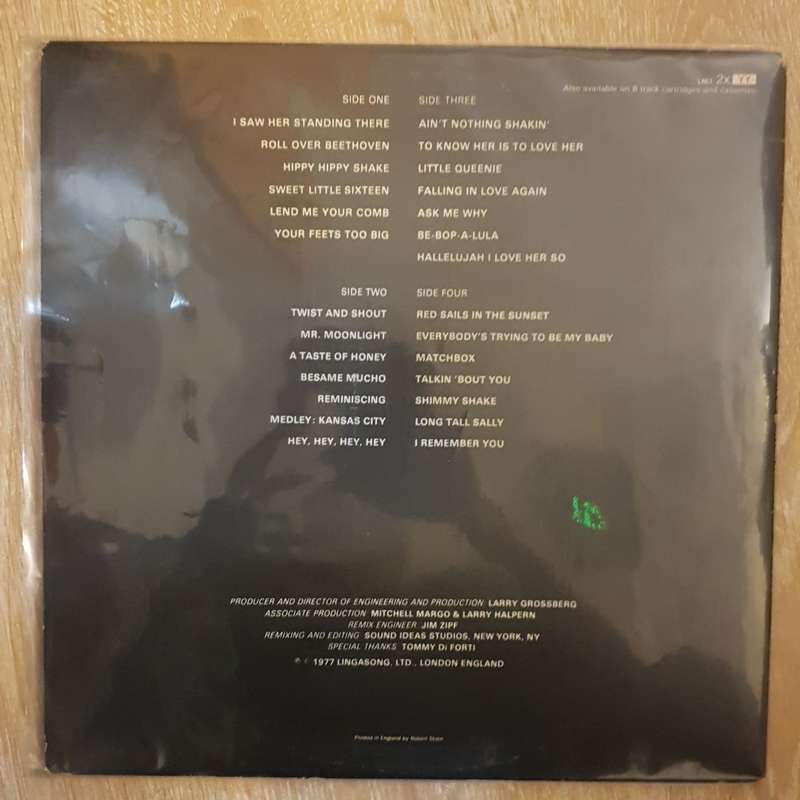 LNL1 2X
Also available on 8 track cartridges and cassettes
SIDE ONE
I SAW HER STANDING THERE
ROLL OVER BEETHOVEN
HIPPY HIPPY SHAKE
SWEET LITTLE SIXTEEN
LEND ME YOUR COMB
YOUR FEETS TOO BIG
SIDE THREE
AIN'T NOTHING SHAKIN'
TO KNOW HER IS TO LOVE HER
LITTLE QUEENIE
FALLING IN LOVE AGAIN
ASK ME WHY
BE-BOP-A-LULA
HALLELUJAH I LOVE HER SO
SIDE TWO
TWIST AND SHOUT
MR. MOONLIGHT
A TASTE OF HONEY
BESAME MUCHO
REMINISCING
MEDLEY: KANSAS CITY
HEY, HEY, HEY, HEY
SIDE FOUR
RED SAILS IN THE SUNSET
EVERYBODY'S TRYING TO BE MY BABY
MATCHBOX
TALKIN 'BOUT YOU
SHIMMY SHAKE
LONG TALL SALLY
I REMEMBER YOU
PRODUCER AND DIRECTOR OF ENGINEERING AND PRODUCTION LARRY GROSSBERG
ASSOCIATE PRODUCTION MITCHELL MARGO & LARRY HALPERN
REMIX ENGINEER JIM ZIPF
REMIXING AND EDITING SOUND IDEAS STUDIOS, NEW YORK, NY
SPECIAL THANKS TOMMY Di FORTI
℗ © 1977 LINGASONG, LTD., LONDON ENGLAND
Printed in England by Robert Stace